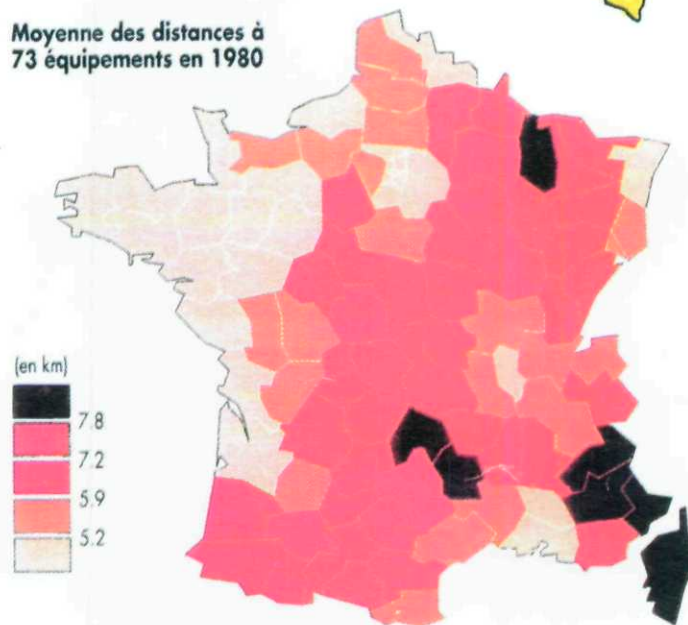 Moyenne des distances à
73 équipements en 1980
(en km)
7.8
7.2
5.9
5.2